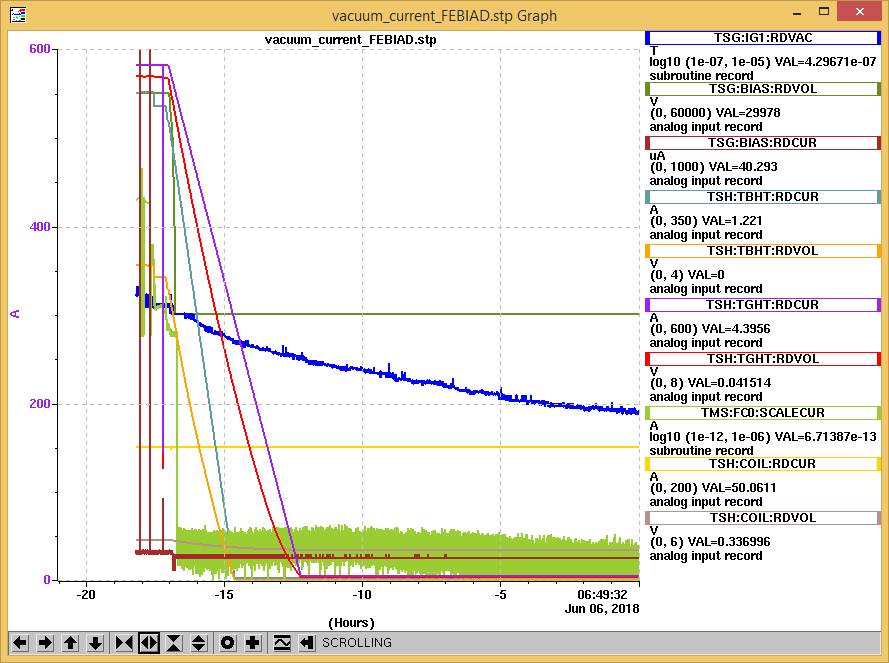 vacuum_current_FEBIAD.stp Graph
vacuum_current_FEBIAD.stp
600
400
200
0
A
-20
-15
-10
-5
06:49:32
Jun 06, 2018
(Hours)
TSG:IG1:RDVAC
T
log10 (1e-07, 1e-05) VAL=4.29671e-07
subroutine record
TSG:BIAS:RDVOL
V
(0, 60000) VAL=29978
analog input record
TSG:BIAS:RDCUR
uA
(0, 1000) VAL=40.293
analog input record
TSH:TBHT:RDCUR
A
(0, 350) VAL=1.221
analog input record
TSH:TBHT:RDVOL
V
(0, 4) VAL=0
analog input record
TSH:TGHT:RDCUR
A
(0, 600) VAL=4.3956
analog input record
TSH:TGHT:RDVOL
V
(0, 8) VAL=0.041514
analog input record
TMS:FC0:SCALECUR
A
log10 (1e-12, 1e-06) VAL=6.71387e-13
subroutine record
TSH:COIL:RDCUR
A
(0, 200) VAL=50.0611
analog input record
TSH:COIL:RDVOL
V
(0, 6) VAL=0.336996
analog input record
SCROLLING